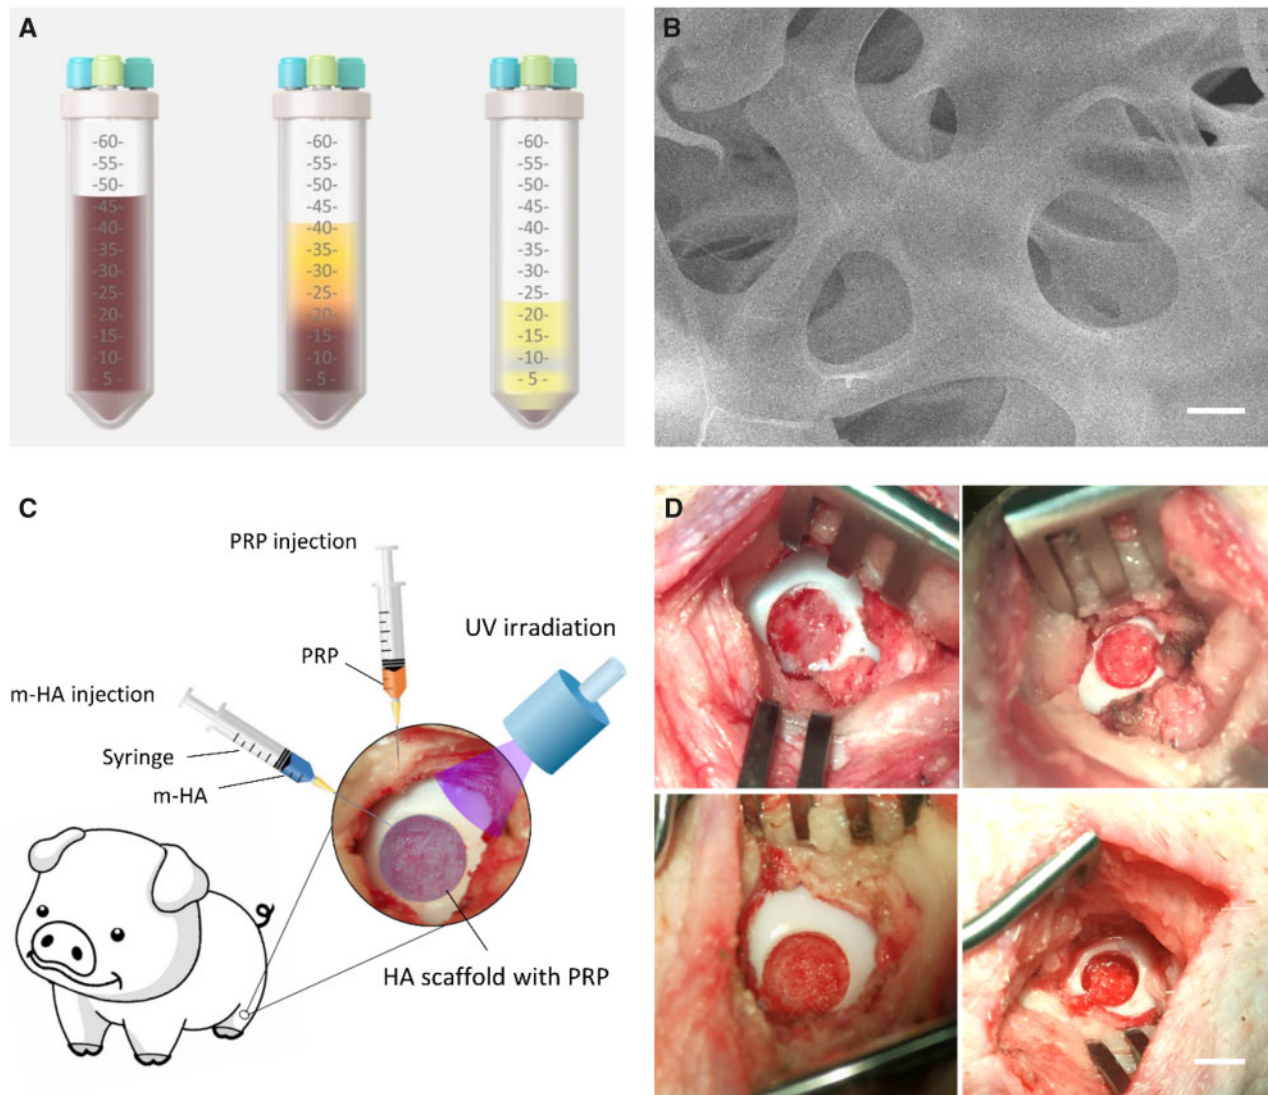 A
-60-
-55-
-50-
-45-
-40-
-35-
-30-
-25-
-20-
-15-
-10-
- 5 -
-60-
-55-
-50-
-45-
-40-
-35-
-30-
-25-
-20-
-15-
-10-
- 5 -
-60-
-55-
-50-
-45-
-40-
-35-
-30-
-25-
-20-
-15-
-10-
- 5 -
B
C
PRP injection
UV irradiation
PRP
m-HA injection
Syringe
m-HA
HA scaffold with PRP
D